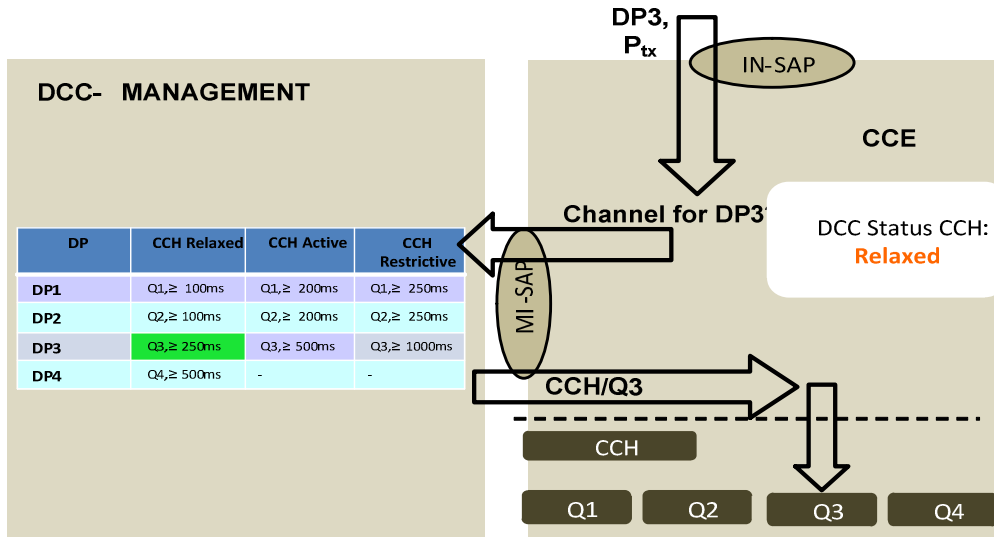 DP3,
Ptx
IN-SAP
DCC- MANAGEMENT
CCE
Channel for DP3?
DCC Status CCH:
Relaxed
DP CCH Relaxed CCH Active CCH Restrictive
DP1 Q1,≥ 100ms Q1,≥ 200ms Q1,≥ 250ms
DP2 Q2,≥ 100ms Q2,≥ 200ms Q2,≥ 250ms
DP3 Q3,≥ 250ms Q3,≥ 500ms Q3,≥ 1000ms
DP4 Q4,≥ 500ms - -
MI -SAP
CCH/Q3
CCH
Q1 Q2 Q3 Q4